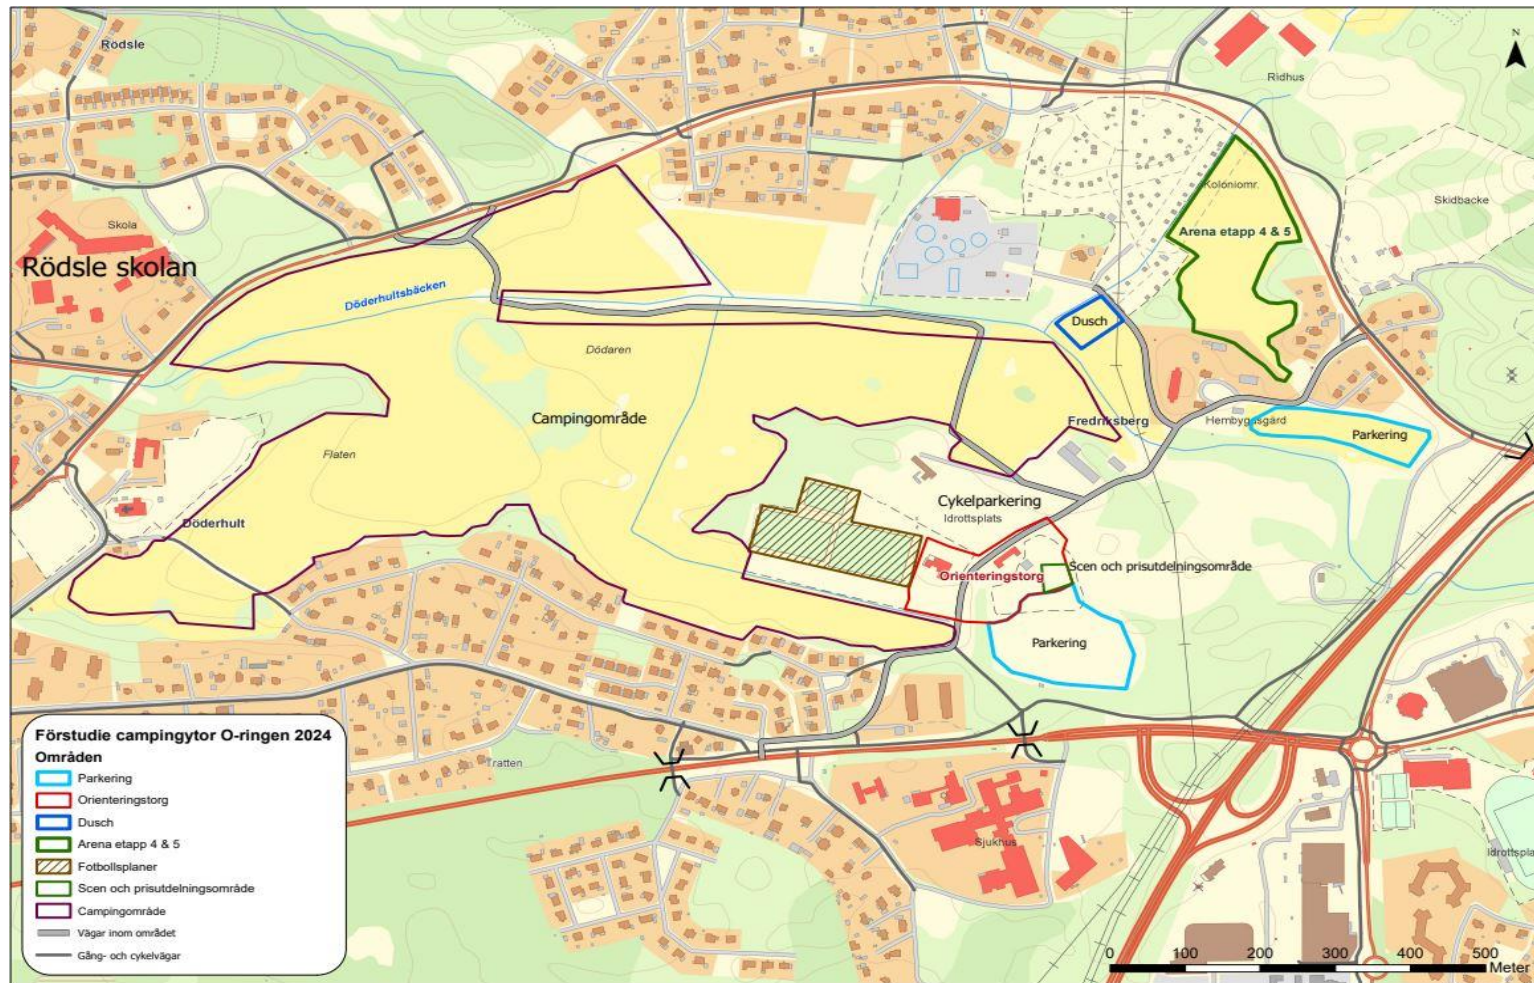 Rödsle
N
Ridhus
Koloniomr.
Skidbacke
Skola
Arena etapp 4 & 5
Rödsle skolan
Döderhultsbäcken
Dusch
Dödaren
Campingområde
Fredriksberg
Hembygdsgård
Parkering
Flaten
Cykelparkering
Idrottsplats
Döderhult
Scen och prisutdelningsområde
Orienteringstorg
Parkering
Förstudie campingytor O-ringen 2024
Områden
Parkering
Orienteringstorg
Dusch
Arena etapp 4 & 5
Fotbollsplaner
Scen och prisutdelningsområde
Campingområde
Vägar inom området
Gång- och cykelvägar
Tratten
Sjukhus
Idrottspla
0 100 200 300 400 500
Meter